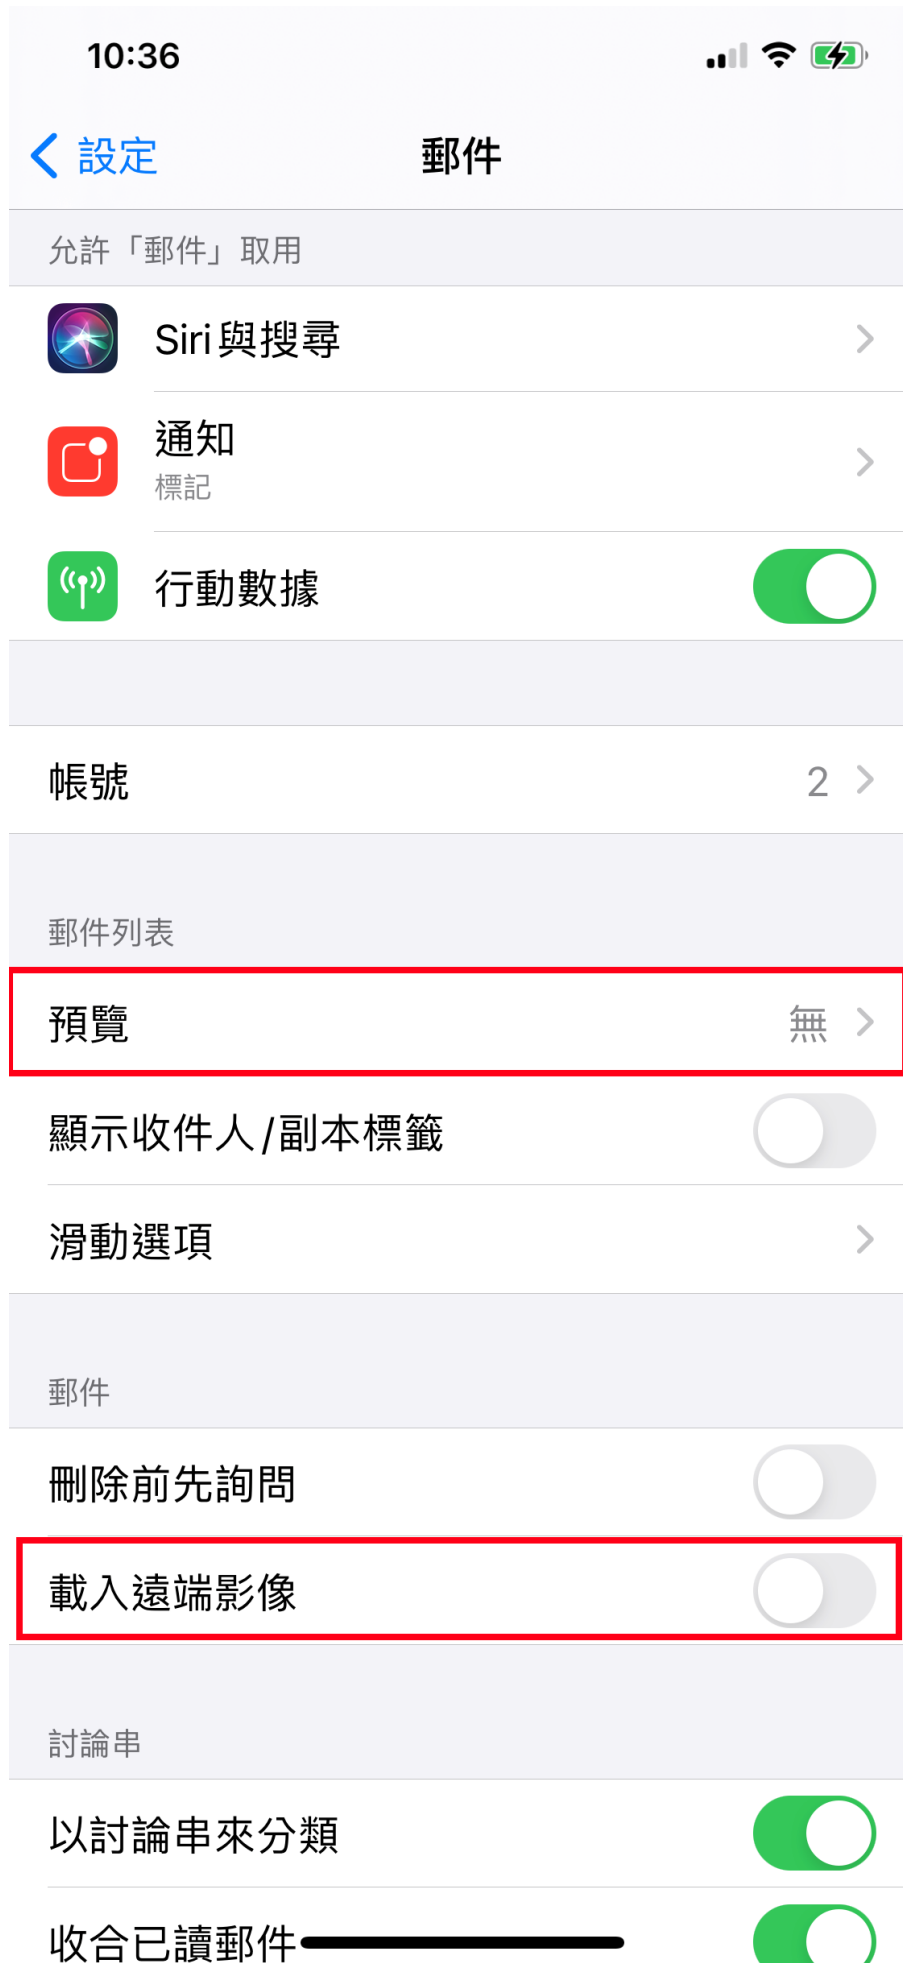 10:36
設定
郵件
允許「郵件」取用
Siri與搜尋
通知
標記
行動數據
帳號
2
郵件列表
預覽
無
顯示收件人/副本標籤
滑動選項
郵件
刪除前先詢問
載入遠端影像
討論串
以討論串來分類
收合已讀郵件